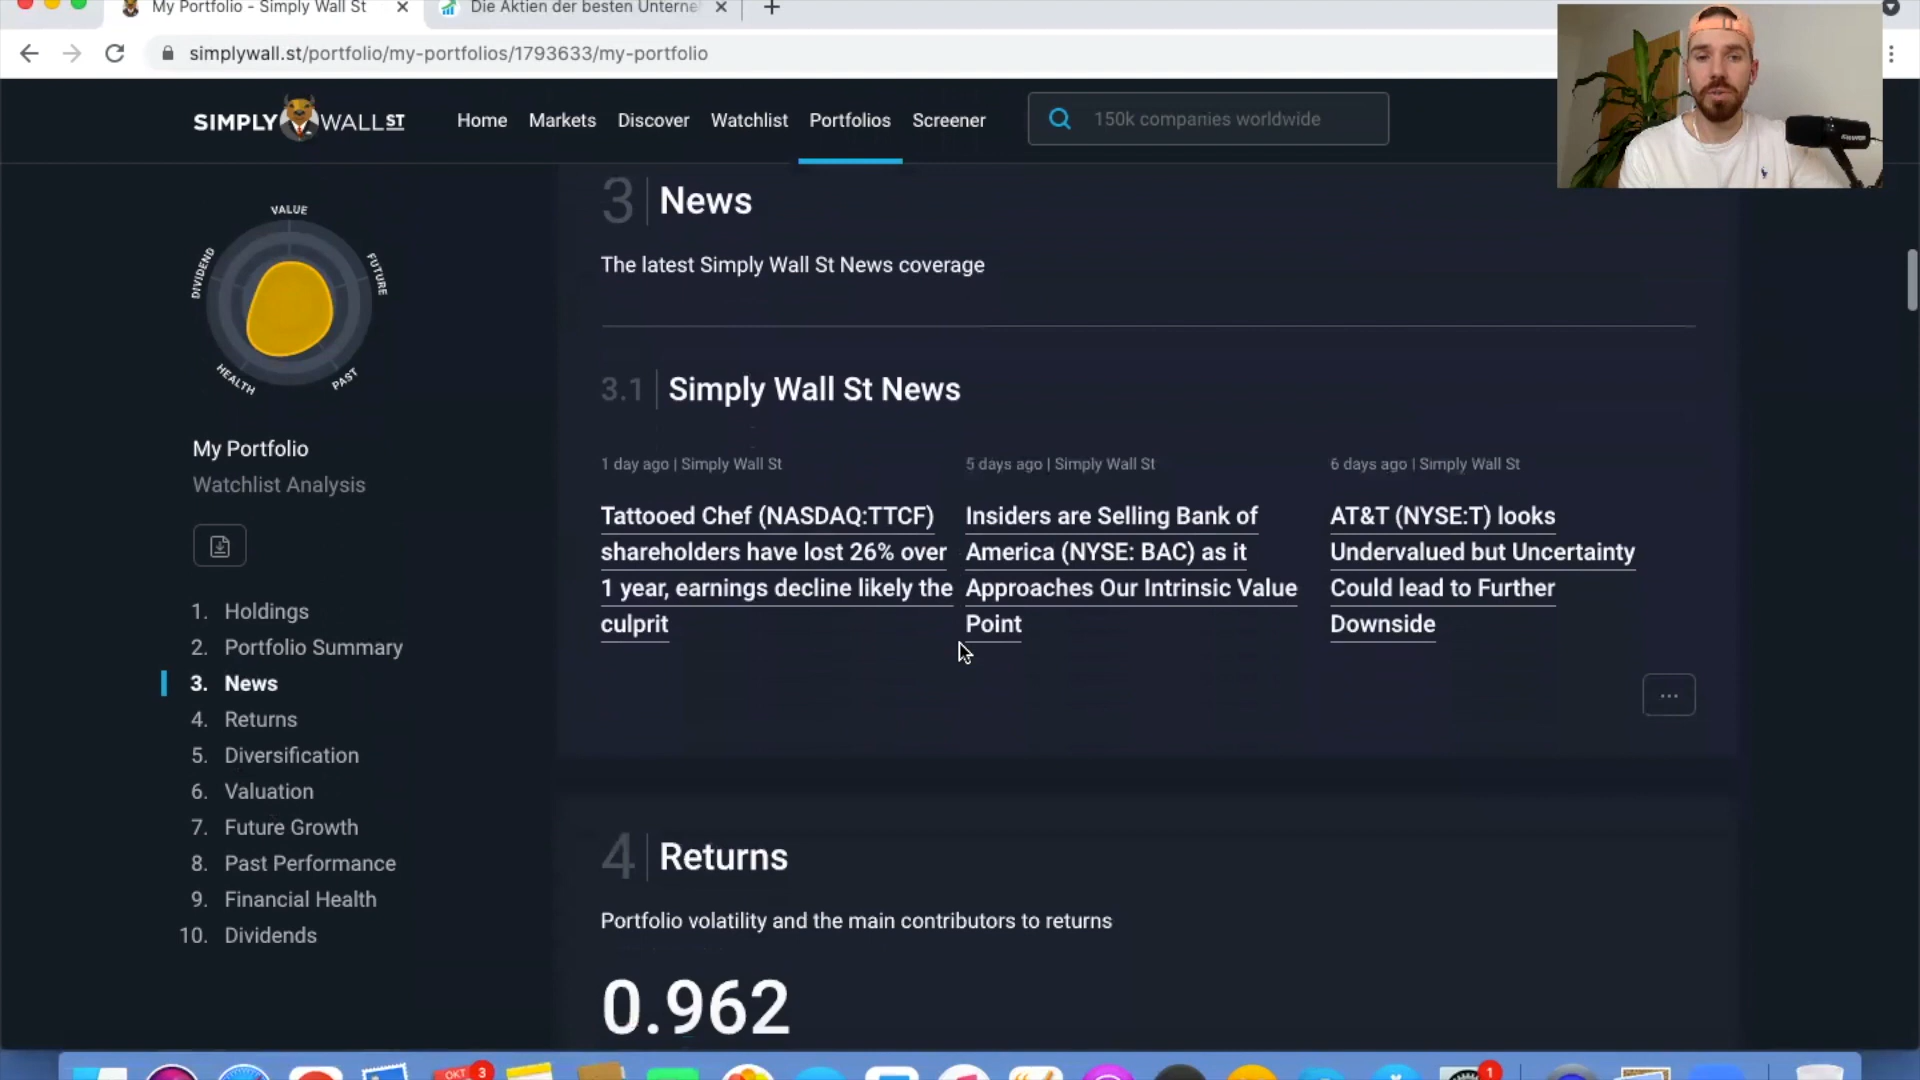 My Portfolio - Simply Wall St
Die Aktien der besten Unterne
simplywall.st/portfolio/my-portfolios/1793633/my-portfolio
SIMPLY WALL ST
Home
Markets
Discover
Watchlist
Portfolios
Screener
150k companies worldwide
VALUE
FUTURE
PAST
HEALTH
DIVIDEND
My Portfolio
Watchlist Analysis
1. Holdings
2. Portfolio Summary
3. News
4. Returns
5. Diversification
6. Valuation
7. Future Growth
8. Past Performance
9. Financial Health
10. Dividends
3 News
The latest Simply Wall St News coverage
3.1 Simply Wall St News
1 day ago | Simply Wall St
Tattooed Chef (NASDAQ:TTCF)
shareholders have lost 26% over
1 year, earnings decline likely the
culprit
5 days ago | Simply Wall St
Insiders are Selling Bank of
America (NYSE: BAC) as it
Approaches Our Intrinsic Value
Point
6 days ago | Simply Wall St
AT&T (NYSE:T) looks
Undervalued but Uncertainty
Could lead to Further
Downside
...
4 Returns
Portfolio volatility and the main contributors to returns
0.962
OKT
3
1